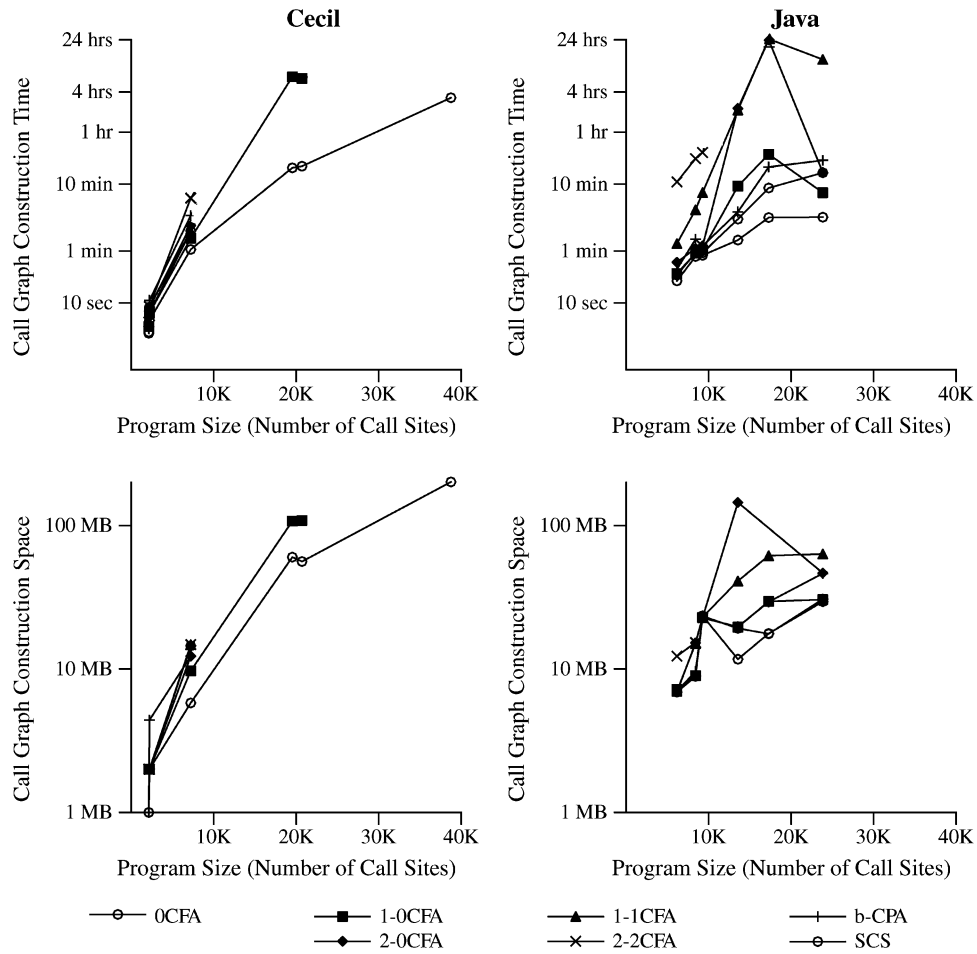 Cecil
Java
Call Graph Construction Time
24 hrs
4 hrs
1 hr
10 min
1 min
10 sec
10K 20K 30K 40K
Program Size (Number of Call Sites)
Call Graph Construction Time
24 hrs
4 hrs
1 hr
10 min
1 min
10 sec
10K 20K 30K 40K
Program Size (Number of Call Sites)
Call Graph Construction Space
100 MB
10 MB
1 MB
10K 20K 30K 40K
Program Size (Number of Call Sites)
Call Graph Construction Space
100 MB
10 MB
1 MB
10K 20K 30K 40K
Program Size (Number of Call Sites)
0CFA 1-0CFA 1-1CFA b-CPA
2-0CFA 2-2CFA SCS